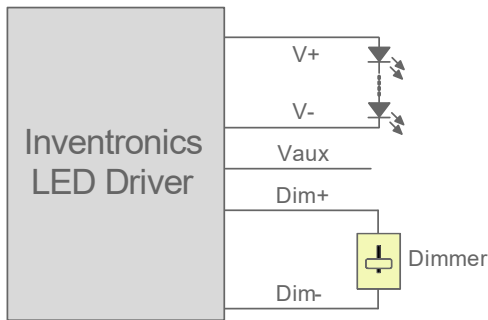 V+
V-
Inventronics
LED Driver
Vaux
Dim+
Dimmer
Dim-